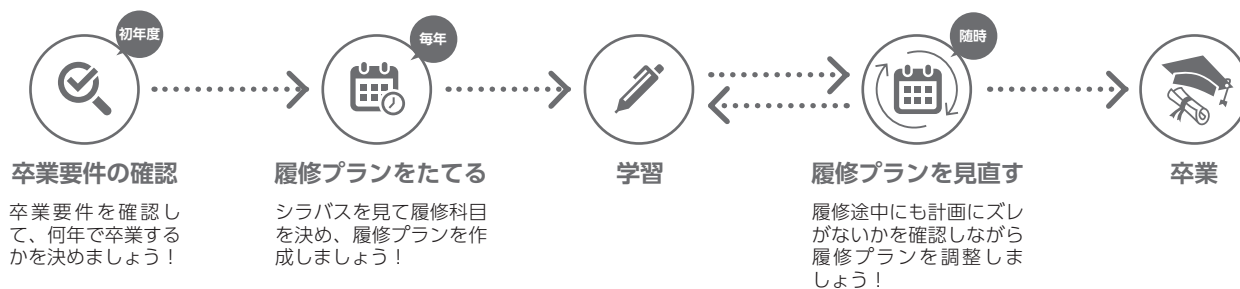 初年度
卒業要件の確認
卒業要件を確認し
て、何年で卒業する
かを決めましょう！
毎年
履修プランをたてる
シラバスを見て履修科目
を決め、履修プランを作
成しましょう！
学習
随時
履修プランを見直す
履修途中にも計画にズレ
がないかを確認しながら
履修プランを調整しま
しょう！
卒業